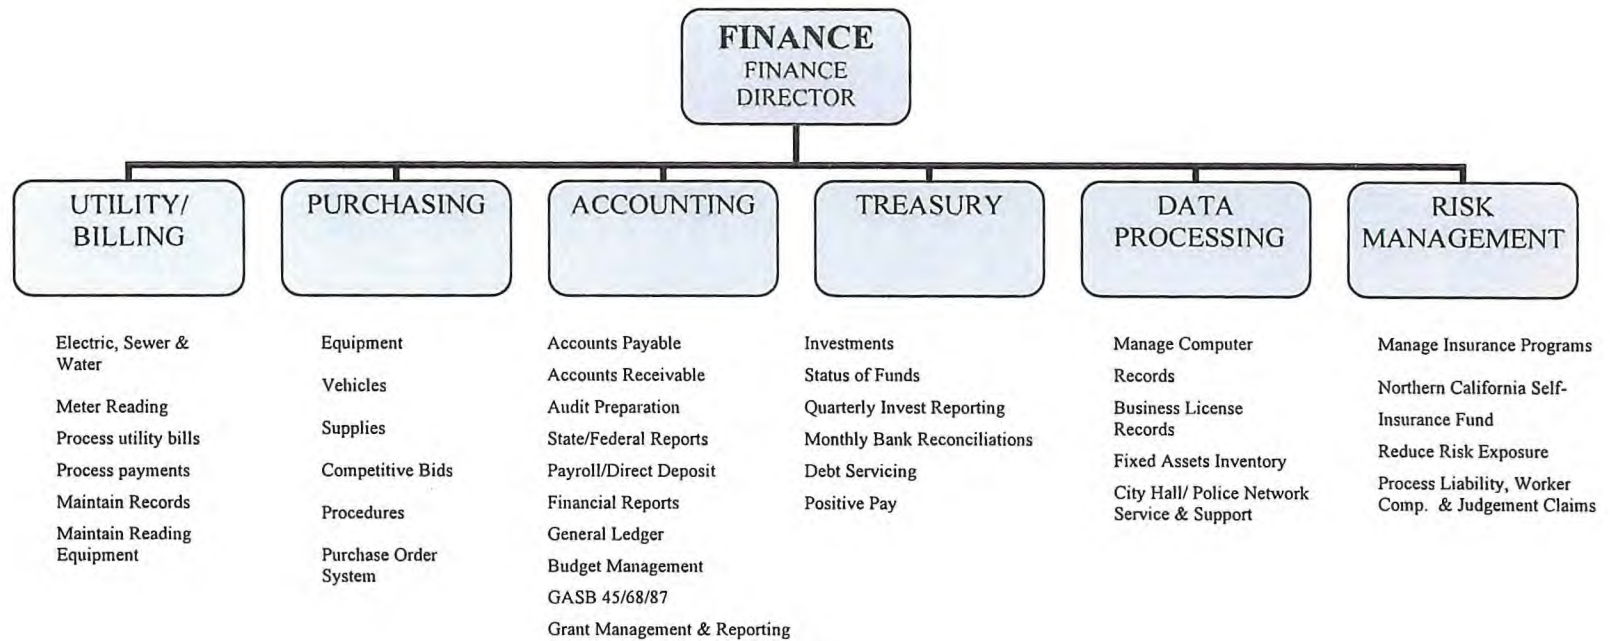 FINANCE
FINANCE
DIRECTOR
UTILITY/
BILLING
PURCHASING
ACCOUNTING
TREASURY
DATA
PROCESSING
RISK
MANAGEMENT
Electric, Sewer &
Water
Meter Reading
Process utility bills
Process payments
Maintain Records
Maintain Reading
Equipment
Equipment
Vehicles
Supplies
Competitive Bids
Procedures
Purchase Order
System
Accounts Payable
Accounts Receivable
Audit Preparation
State/Federal Reports
Payroll/Direct Deposit
Financial Reports
General Ledger
Budget Management
GASB 45/68/87
Grant Management & Reporting
Investments
Status of Funds
Quarterly Invest Reporting
Monthly Bank Reconciliations
Debt Servicing
Positive Pay
Manage Computer
Records
Business License
Records
Fixed Assets Inventory
City Hall/ Police Network
Service & Support
Manage Insurance Programs
Northern California Self-
Insurance Fund
Reduce Risk Exposure
Process Liability, Worker
Comp. & Judgement Claims